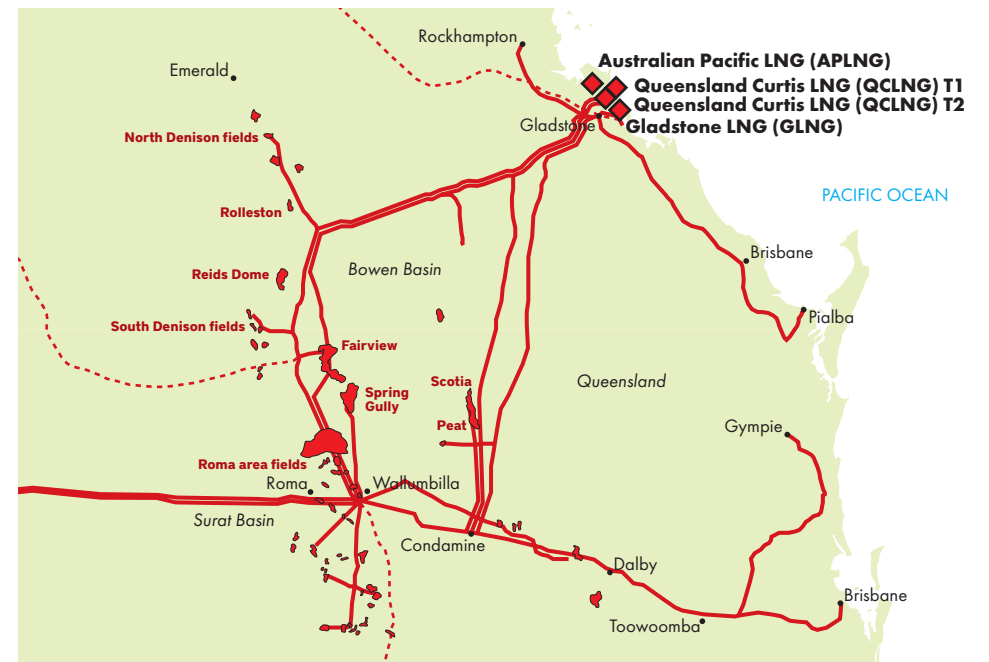 Rockhampton
Australian Pacific LNG (APLNG)
Emerald
Queensland Curtis LNG (QCLNG) T1
Queensland Curtis LNG (QCLNG) T2
Gladstone
Gladstone LNG (GLNG)
North Denison fields
PACIFIC OCEAN
Rolleston
Brisbane
Bowen Basin
Reids Dome
Pialba
South Denison fields
Fairview
Queensland
Scotia
Spring
Gully
Peat
Gympie
Roma area fields
Roma
Wallumbilla
Surat Basin
Condamine
Dalby
Brisbane
Toowoomba